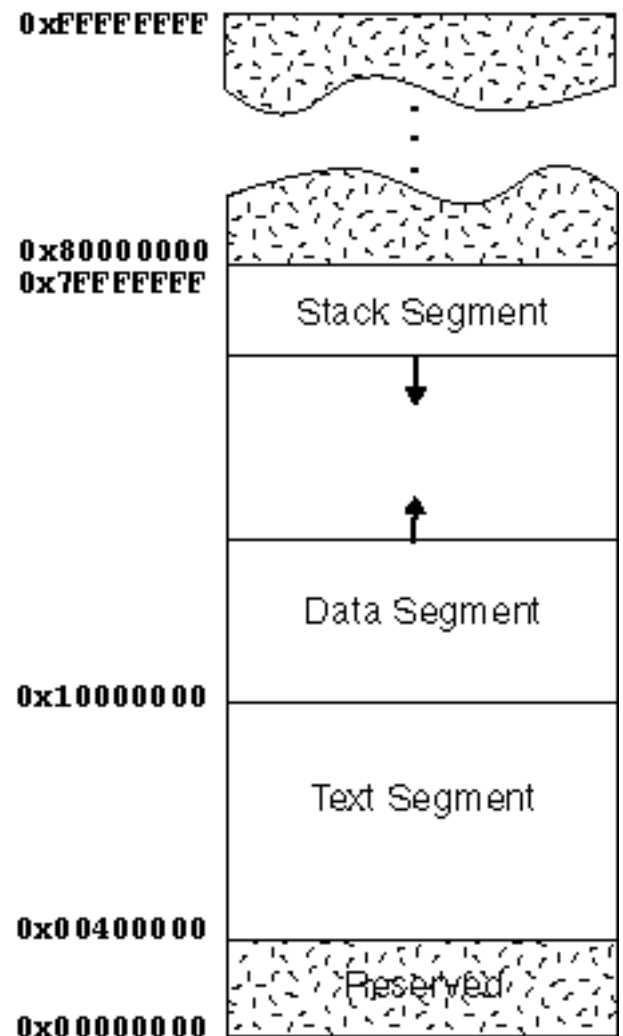 0xFFFFFFFF
0x80000000
0x7FFFFFFF
Stack Segment
Data Segment
0x10000000
Text Segment
0x00400000
Reserved
0x00000000